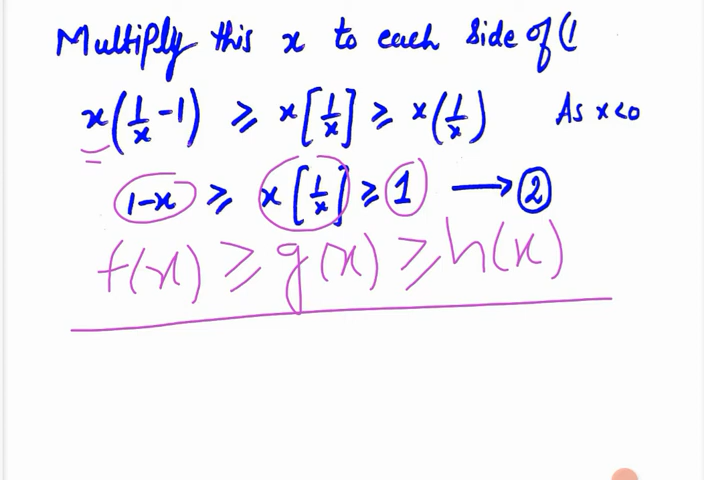 Multiply this x to each side of (1
x(1/x -1) ≥ x[1/x] ≥ x(1/x) As x<0
1-x ≥ x[1/x] ≥ 1 → ②
f(x) ≥ g(x) ≥ h(x)